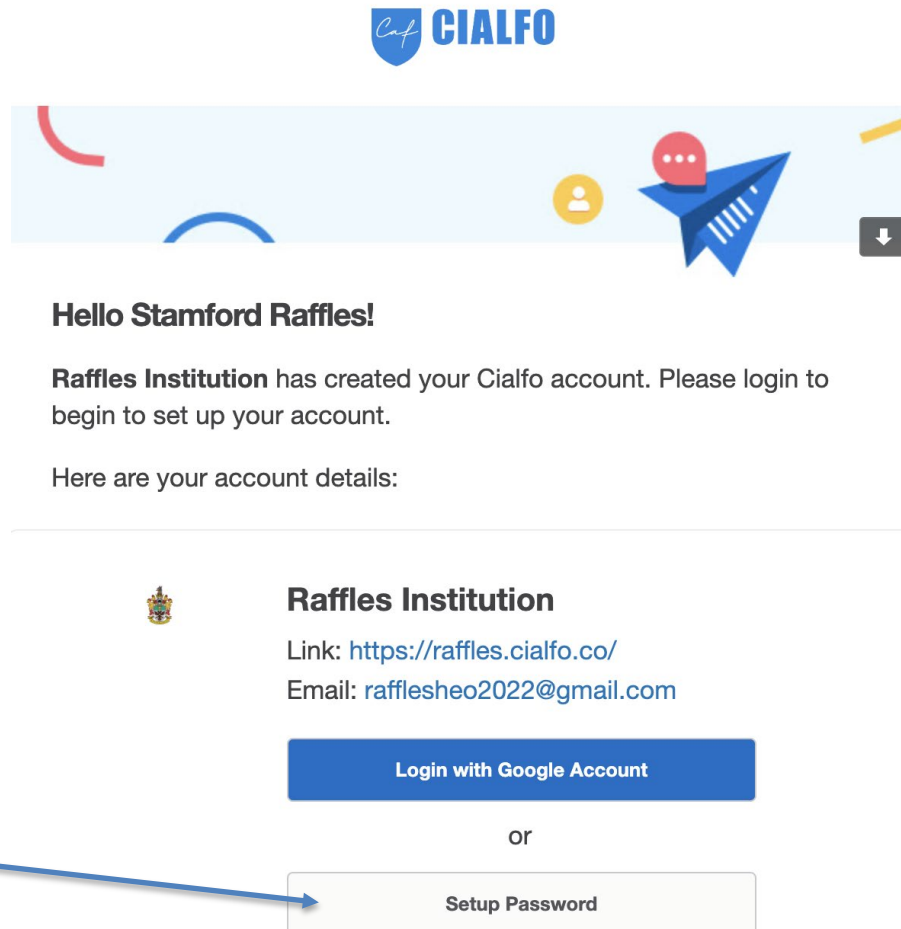 Caf CIALFO
Hello Stamford Raffles!
Raffles Institution has created your Cialfo account. Please login to
begin to set up your account.
Here are your account details:
Raffles Institution
Link: https://raffles.cialfo.co/
Email: rafflesheo2022@gmail.com
Login with Google Account
or
Setup Password